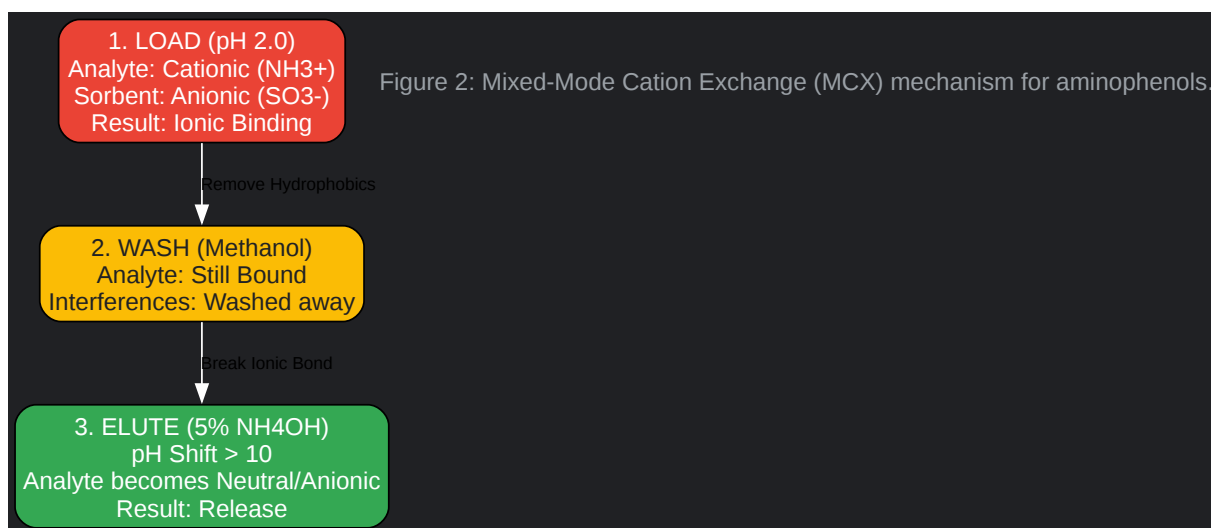 1. LOAD (pH 2.0)
Analyte: Cationic (NH3+)
Sorbent: Anionic (SO3-)
Result: Ionic Binding
Figure 2: Mixed-Mode Cation Exchange (MCX) mechanism for aminophenols.
Remove Hydrophobics
2. WASH (Methanol)
Analyte: Still Bound
Interferences: Washed away
Break Ionic Bond
3. ELUTE (5% NH4OH)
pH Shift > 10
Analyte becomes Neutral/Anionic
Result: Release